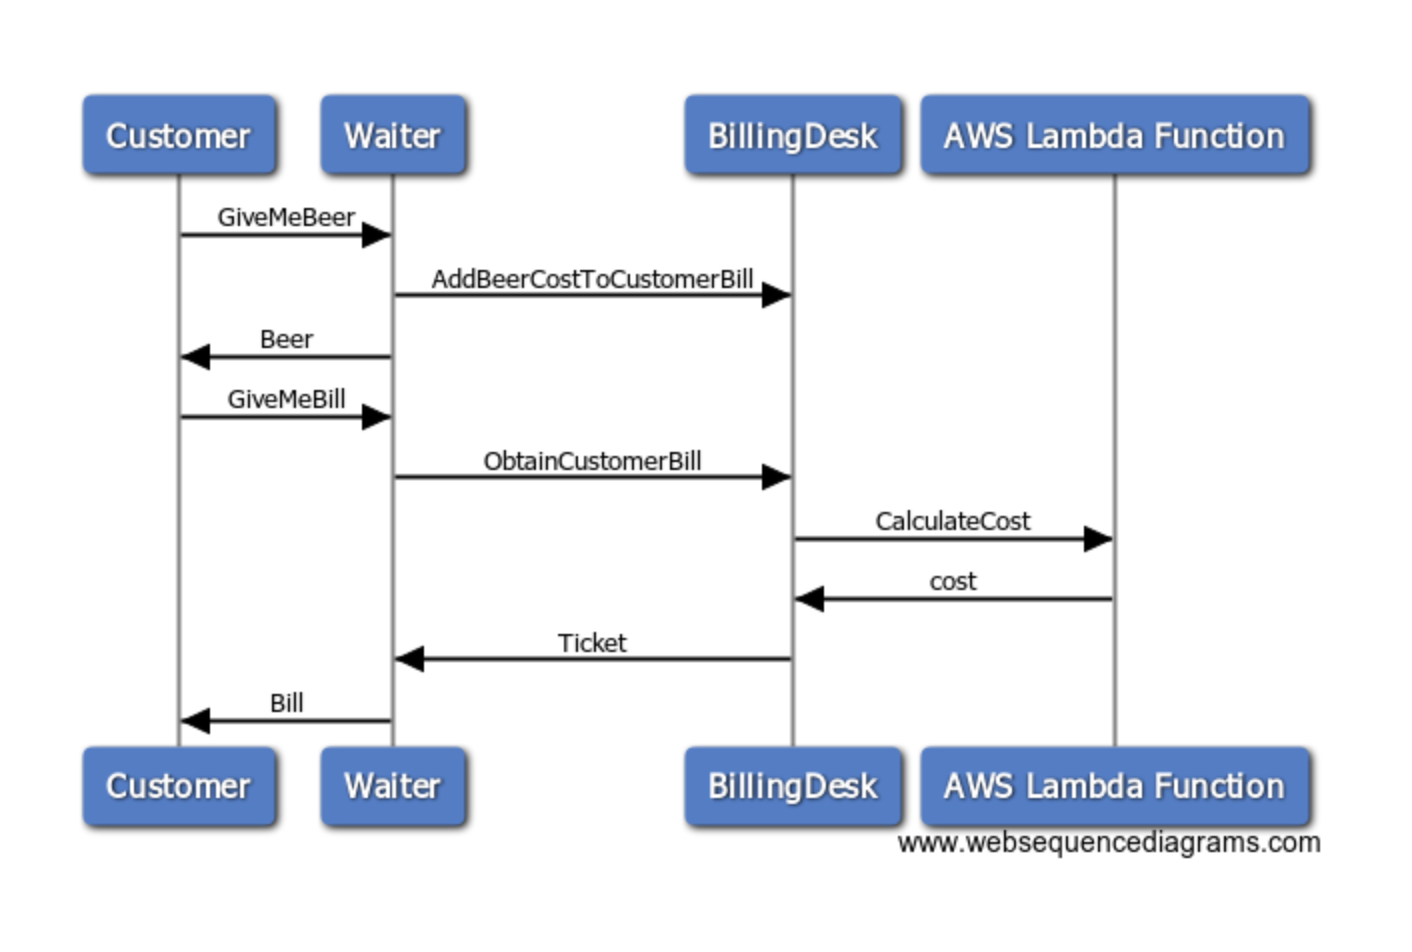 Customer
Waiter
BillingDesk
AWS Lambda Function
GiveMeBeer
AddBeerCostToCustomerBill
Beer
GiveMeBill
ObtainCustomerBill
CalculateCost
cost
Ticket
Bill
Customer
Waiter
BillingDesk
AWS Lambda Function
www.websequencediagrams.com